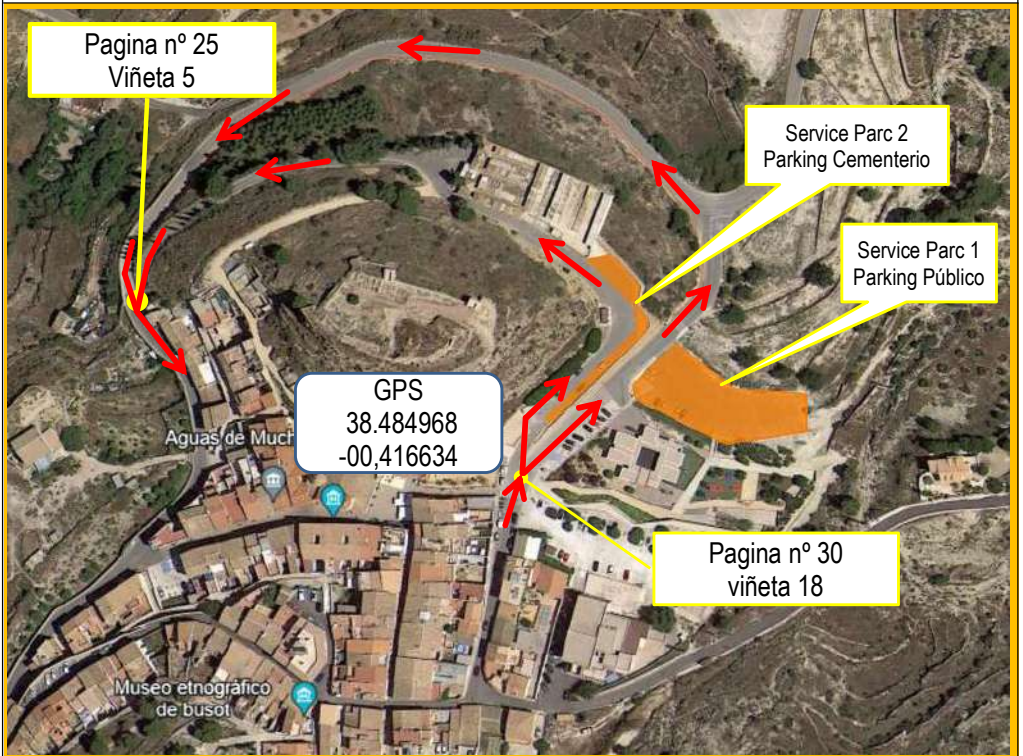 Pagina nº 25
Viñeta 5
Service Parc 2
Parking Cementerio
Service Parc 1
Parking Público
GPS
38.484968
-00,416634
Aguas de Much
Pagina nº 30
viñeta 18
Museo etnográfico
de busot